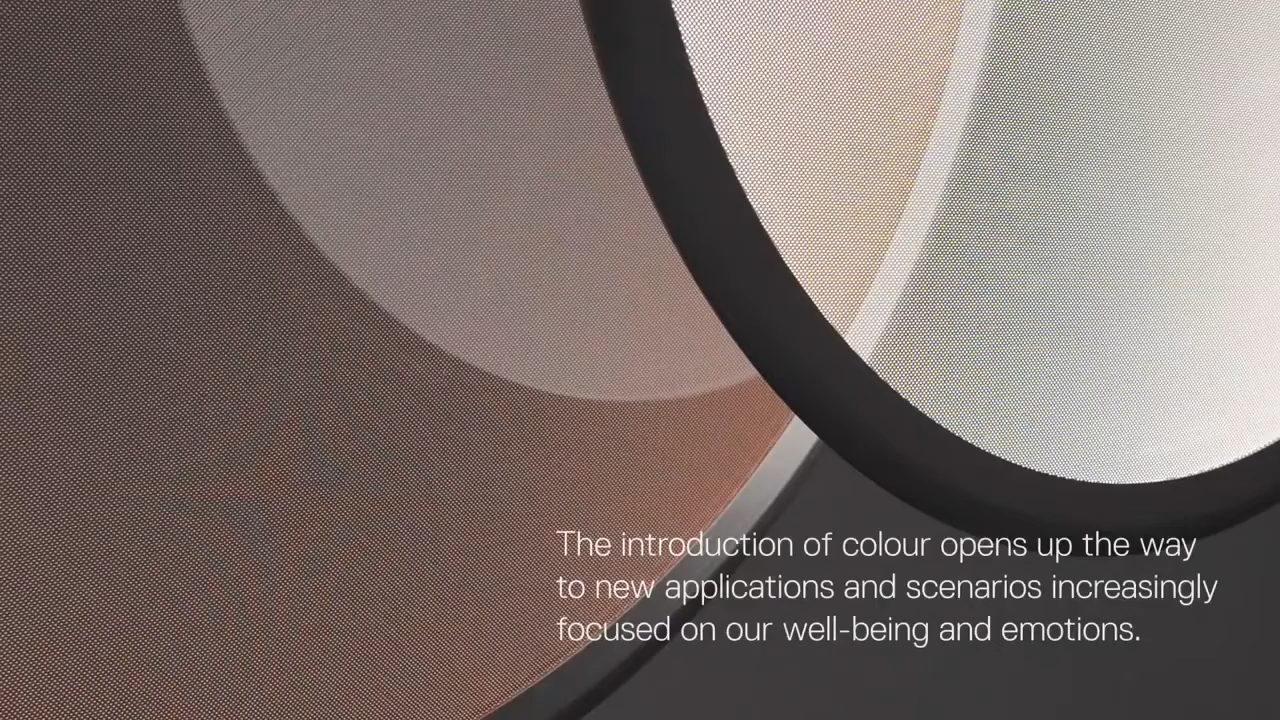 The introduction of colour opens up the way
to new applications and scenarios increasingly
focused on our well-being and emotions.